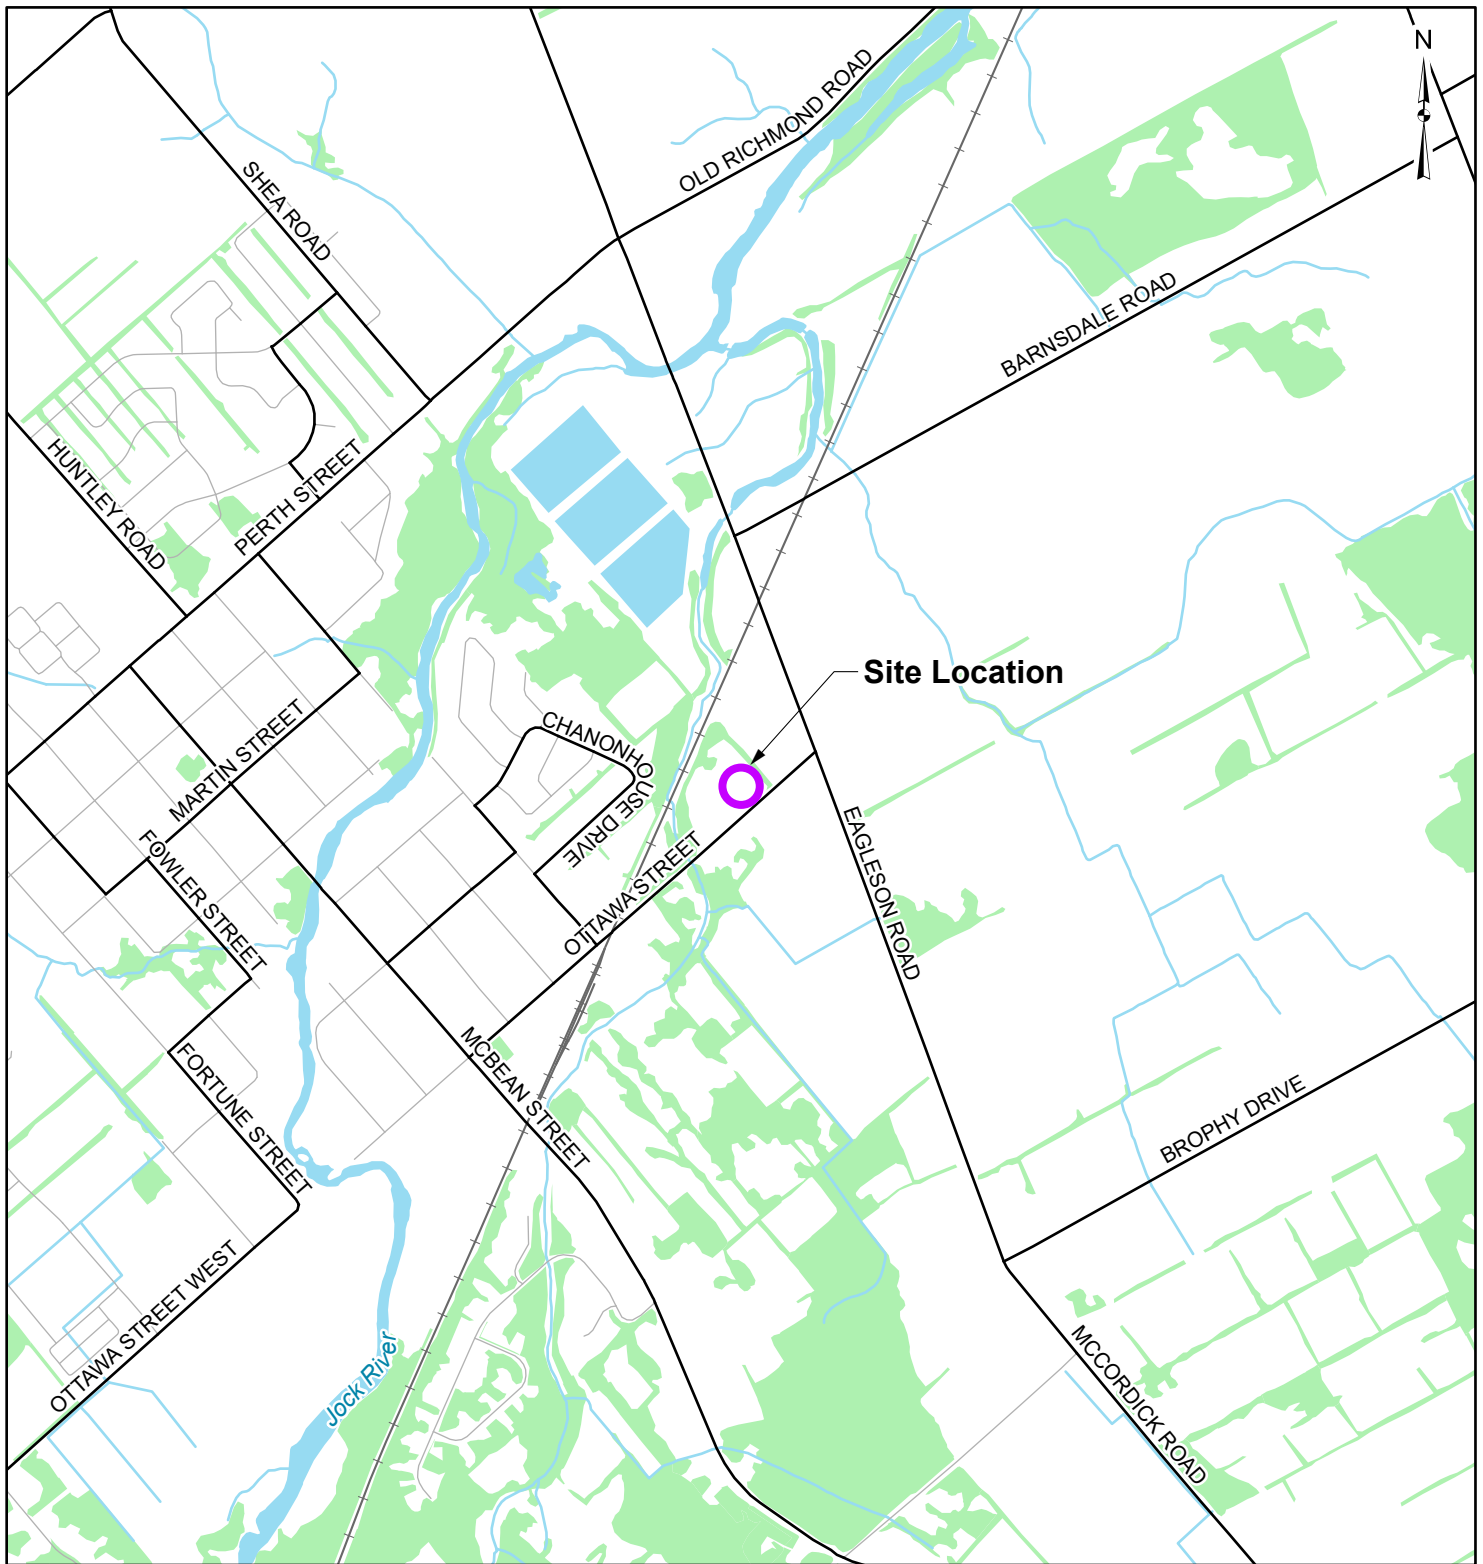 N
OLD RICHMOND ROAD
SHEA ROAD
BARNSDALE ROAD
HUNTLEY ROAD
PERTH STREET
Site Location
MARTIN STREET
CHANONHOUSE DRIVE
FOWLER STREET
OTTAWA STREET
EAGLESON ROAD
MCBEAN STREET
FORTUNE STREET
BROPHY DRIVE
OTTAWA STREET WEST
Jock River
MCCORDICK ROAD